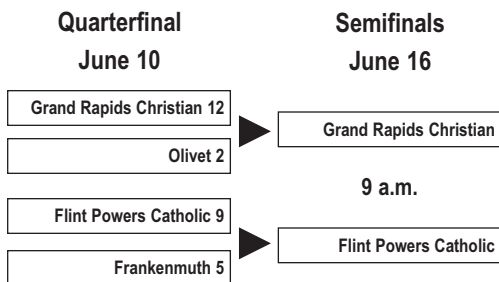 Quarterfinal
June 10
Grand Rapids Christian 12
Olivet 2
Flint Powers Catholic 9
Frankenmuth 5
Semifinals
June 16
Grand Rapids Christian
9 a.m.
Flint Powers Catholic